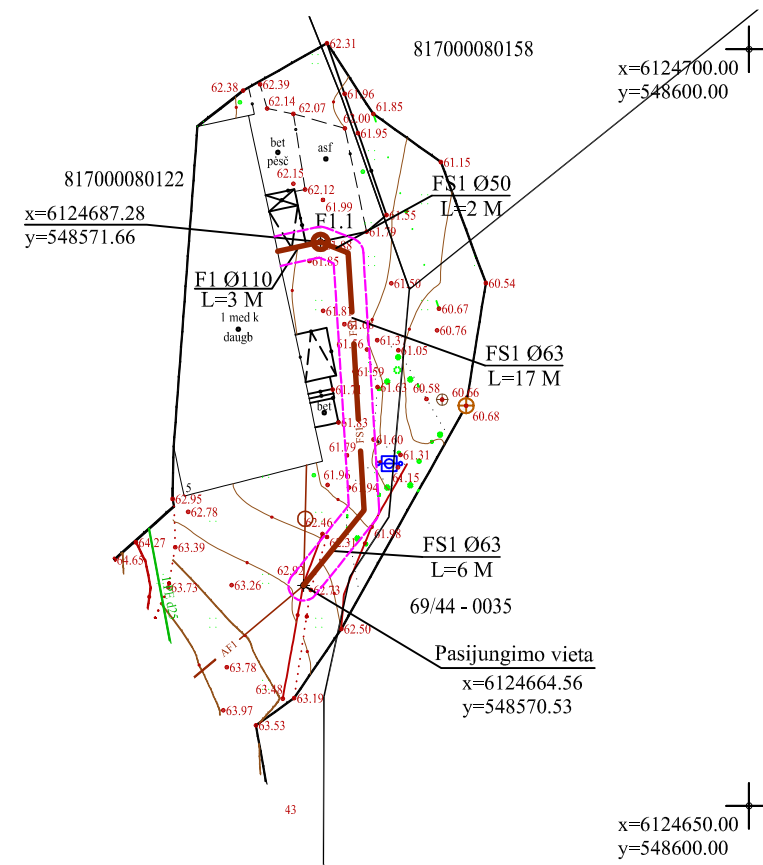 62.31
817000080158
x=6124700.00
y=548600.00
62.39
62.38
61.96
62.14
62.07
61.85
62.00
61.95
bet
pėsč
asf
61.15
62.15
62.12
817000080122
61.99
FS1 Ø50
L=2 M
x=6124687.28
y=548571.66
F1.1
61.55
61.79
61.85
F1 Ø110
L=3 M
61.50
60.54
1 med k
daugb
60.67
60.76
61.3
61.05
FS1 Ø63
L=17 M
61.59
61.63
60.58
60.56
60.68
bet
61.83
FS1
61.60
61.79
61.31
61.15
5
62.95
61.96
61.94
62.78
62.46
62.31
61.98
64.27
64.65
63.39
FS1 Ø63
L=6 M
62.92
62.73
63.73
63.26
69/44 - 0035
62.50
AF1
Pasijungimo vieta
63.78
x=6124664.56
y=548570.53
63.48
63.19
63.97
63.53
43
x=6124650.00
y=548600.00